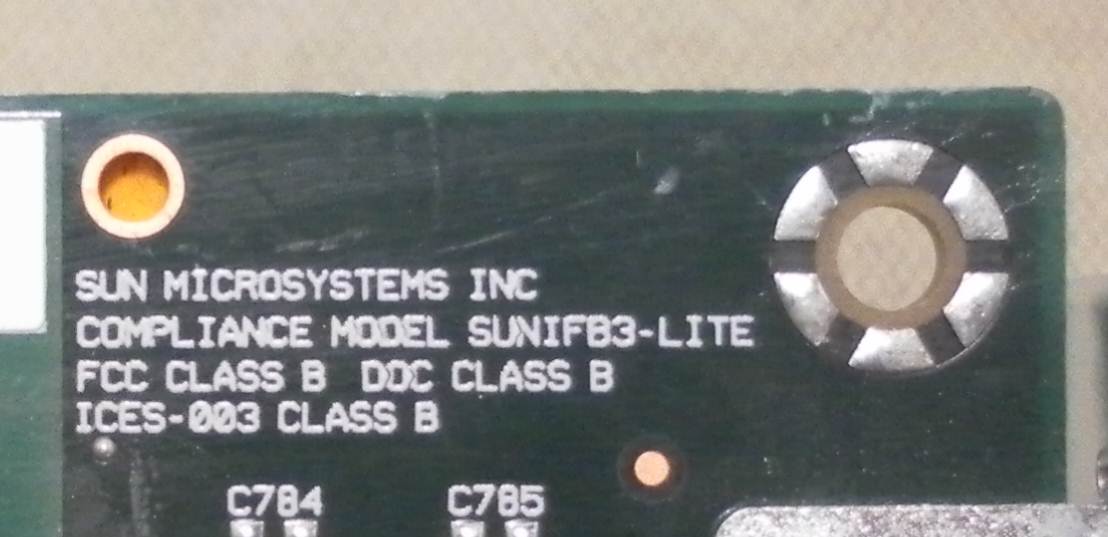 SUN MICROSYSTEMS INC
COMPLIANCE MODEL SUNIFB3-LITE
FCC CLASS B DOC CLASS B
ICES-003 CLASS B
C784 C785